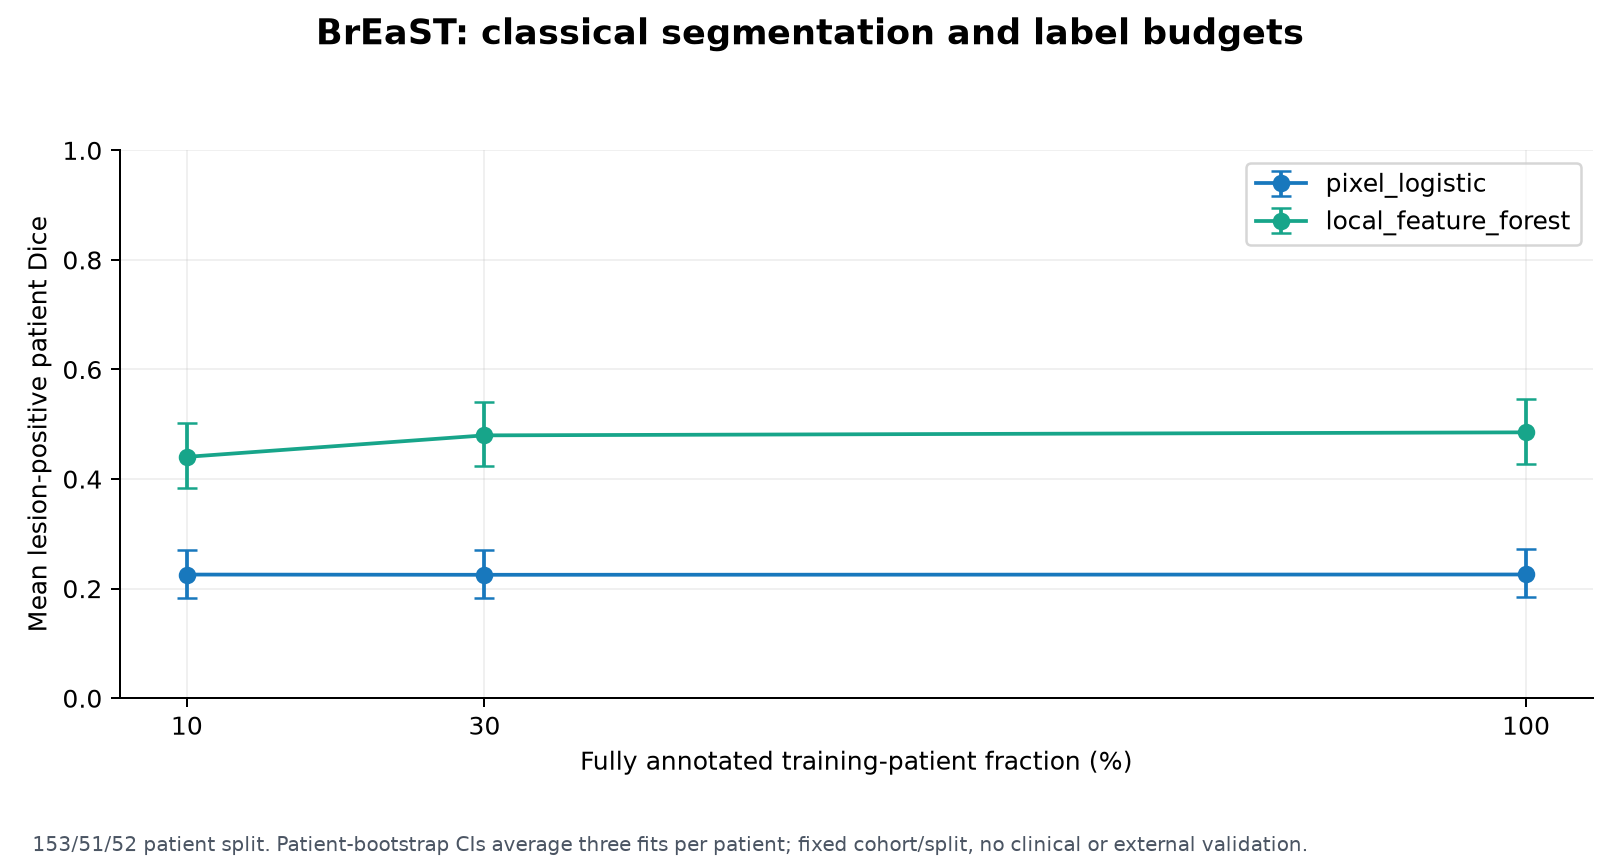 BrEaST: classical segmentation and label budgets
1.0
0.8
0.6
0.4
0.2
0.0
Mean lesion-positive patient Dice
pixel_logistic
local_feature_forest
10
30
100
Fully annotated training-patient fraction (%)
153/51/52 patient split. Patient-bootstrap CIs average three fits per patient; fixed cohort/split, no clinical or external validation.